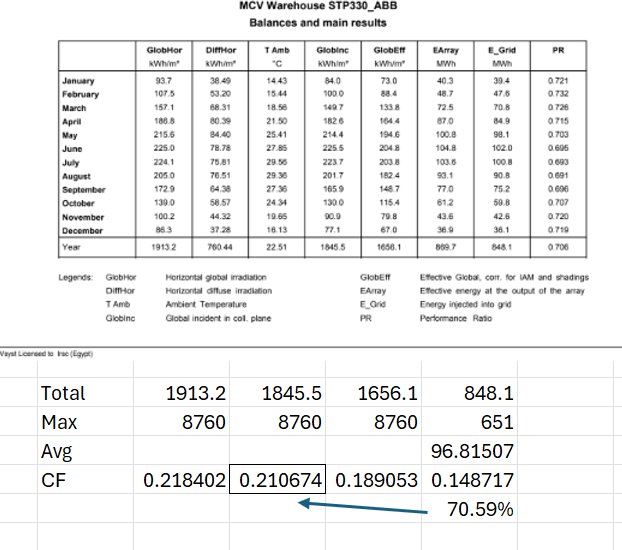 MCV Warehouse STP330_ABB
Balances and main results
GlobHor DiffHor T Amb GlobInc GlobEff EArray E_Grid PR
kWh/m² kWh/m² °C kWh/m² kWh/m² MWh MWh
January 93.7 38.49 14.43 84.0 73.0 40.3 39.4 0.721
February 107.5 53.20 15.44 100.0 88.4 48.7 47.6 0.732
March 157.1 68.31 18.56 149.7 133.8 72.5 70.8 0.726
April 186.8 80.39 21.50 182.6 164.4 87.0 84.9 0.715
May 215.6 84.40 25.41 214.4 194.6 100.8 98.1 0.703
June 225.0 78.78 27.85 225.5 204.8 104.8 102.0 0.695
July 224.1 75.81 29.56 223.7 203.8 103.6 100.8 0.693
August 205.0 76.51 29.36 201.7 182.4 93.1 90.8 0.691
September 172.9 64.38 27.36 165.9 148.7 77.0 75.2 0.696
October 139.0 58.57 24.34 130.0 115.4 61.2 59.8 0.707
November 100.2 44.32 19.65 90.9 79.8 43.6 42.6 0.720
December 86.3 37.28 16.13 77.1 67.0 36.9 36.1 0.719
Year 1913.2 760.44 22.51 1845.5 1656.1 869.7 848.1 0.706
Legends: GlobHor Horizontal global irradiation GlobEff Effective Global, corr. for IAM and shadings
DiffHor Horizontal diffuse irradiation EArray Effective energy at the output of the array
T Amb Ambient Temperature E_Grid Energy injected into grid
GlobInc Global incident in coll. plane PR Performance Ratio
Licensed to Irsc (Egypt)
Total 1913.2 1845.5 1656.1 848.1
Max 8760 8760 8760 651
Avg 96.81507
CF 0.218402 0.210674 0.189053 0.148717
70.59%